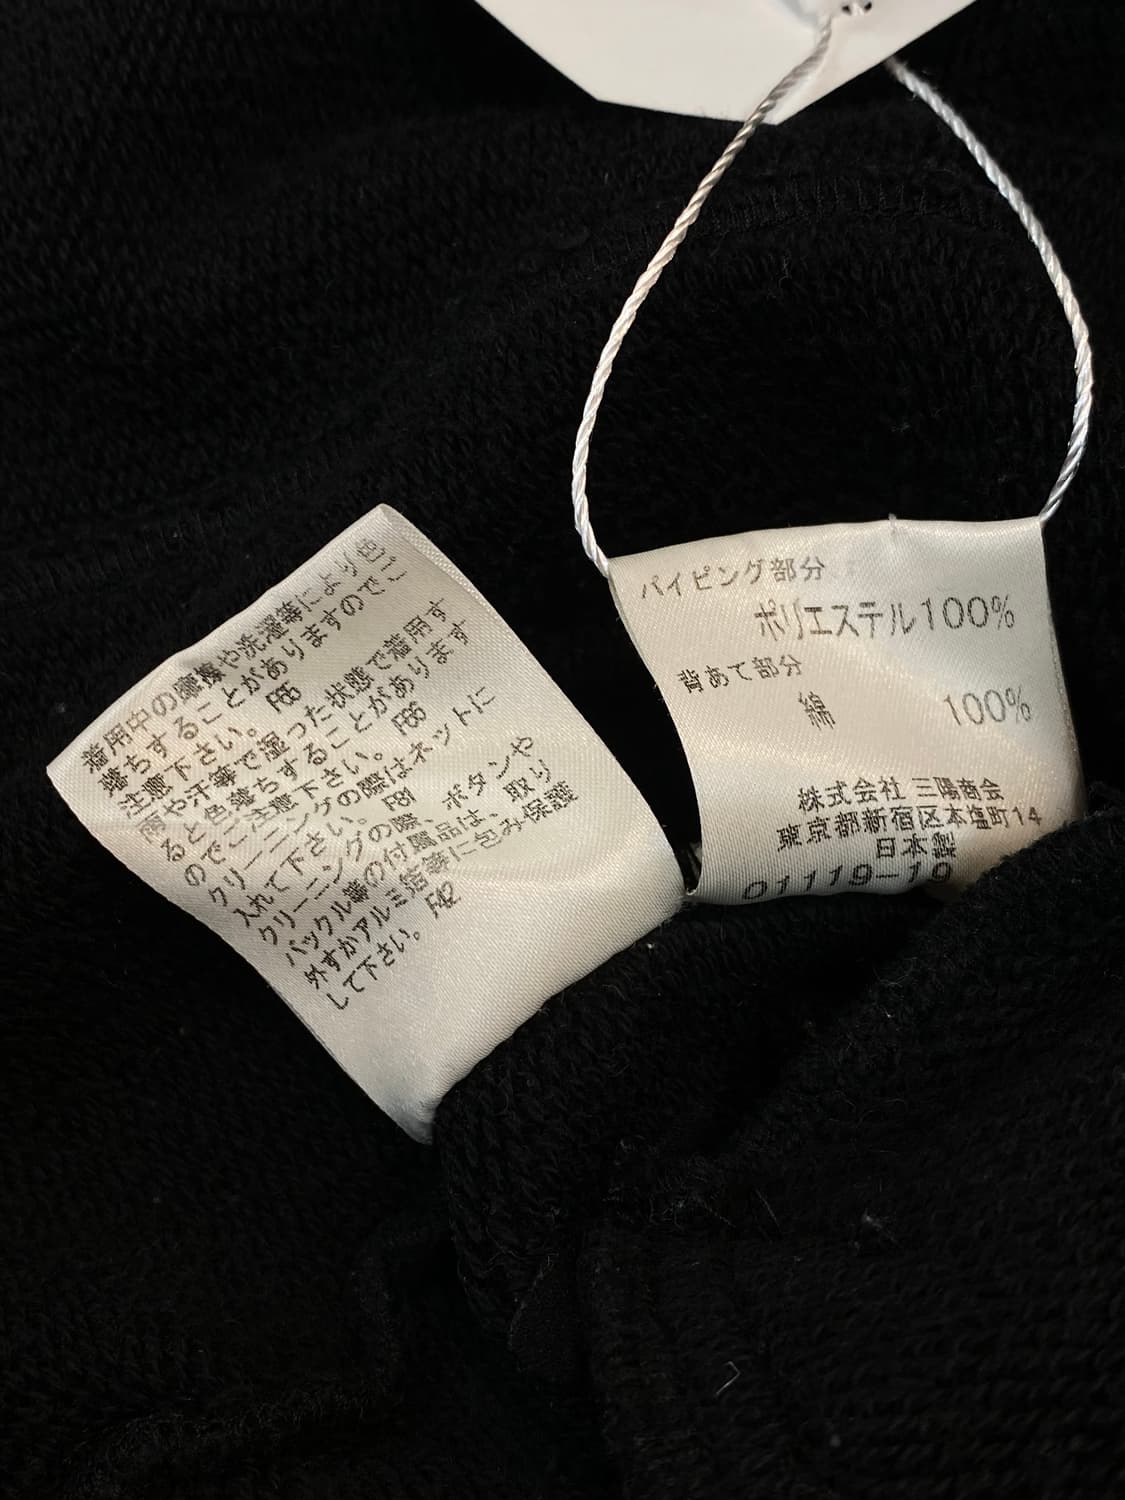 着用中の摩擦や洗濯等により色
落ちすることがありますのでご
注意下さい。 F85
雨や汗等で湿った状態で着用す
ると色落ちすることがあります
のでご注意下さい。 F86
クリーニングの際はネットに
入れて下さい。 F81
クリーニングの際、ボタンや
バックル等の付属品は、取り
外すかアルミ箔等に包み保護
して下さい。 F42
パイピング部分
ポリエステル100%
背あて部分
綿 100%
株式会社 三陽商会
東京都新宿区本塩町14
日本製
01119-19